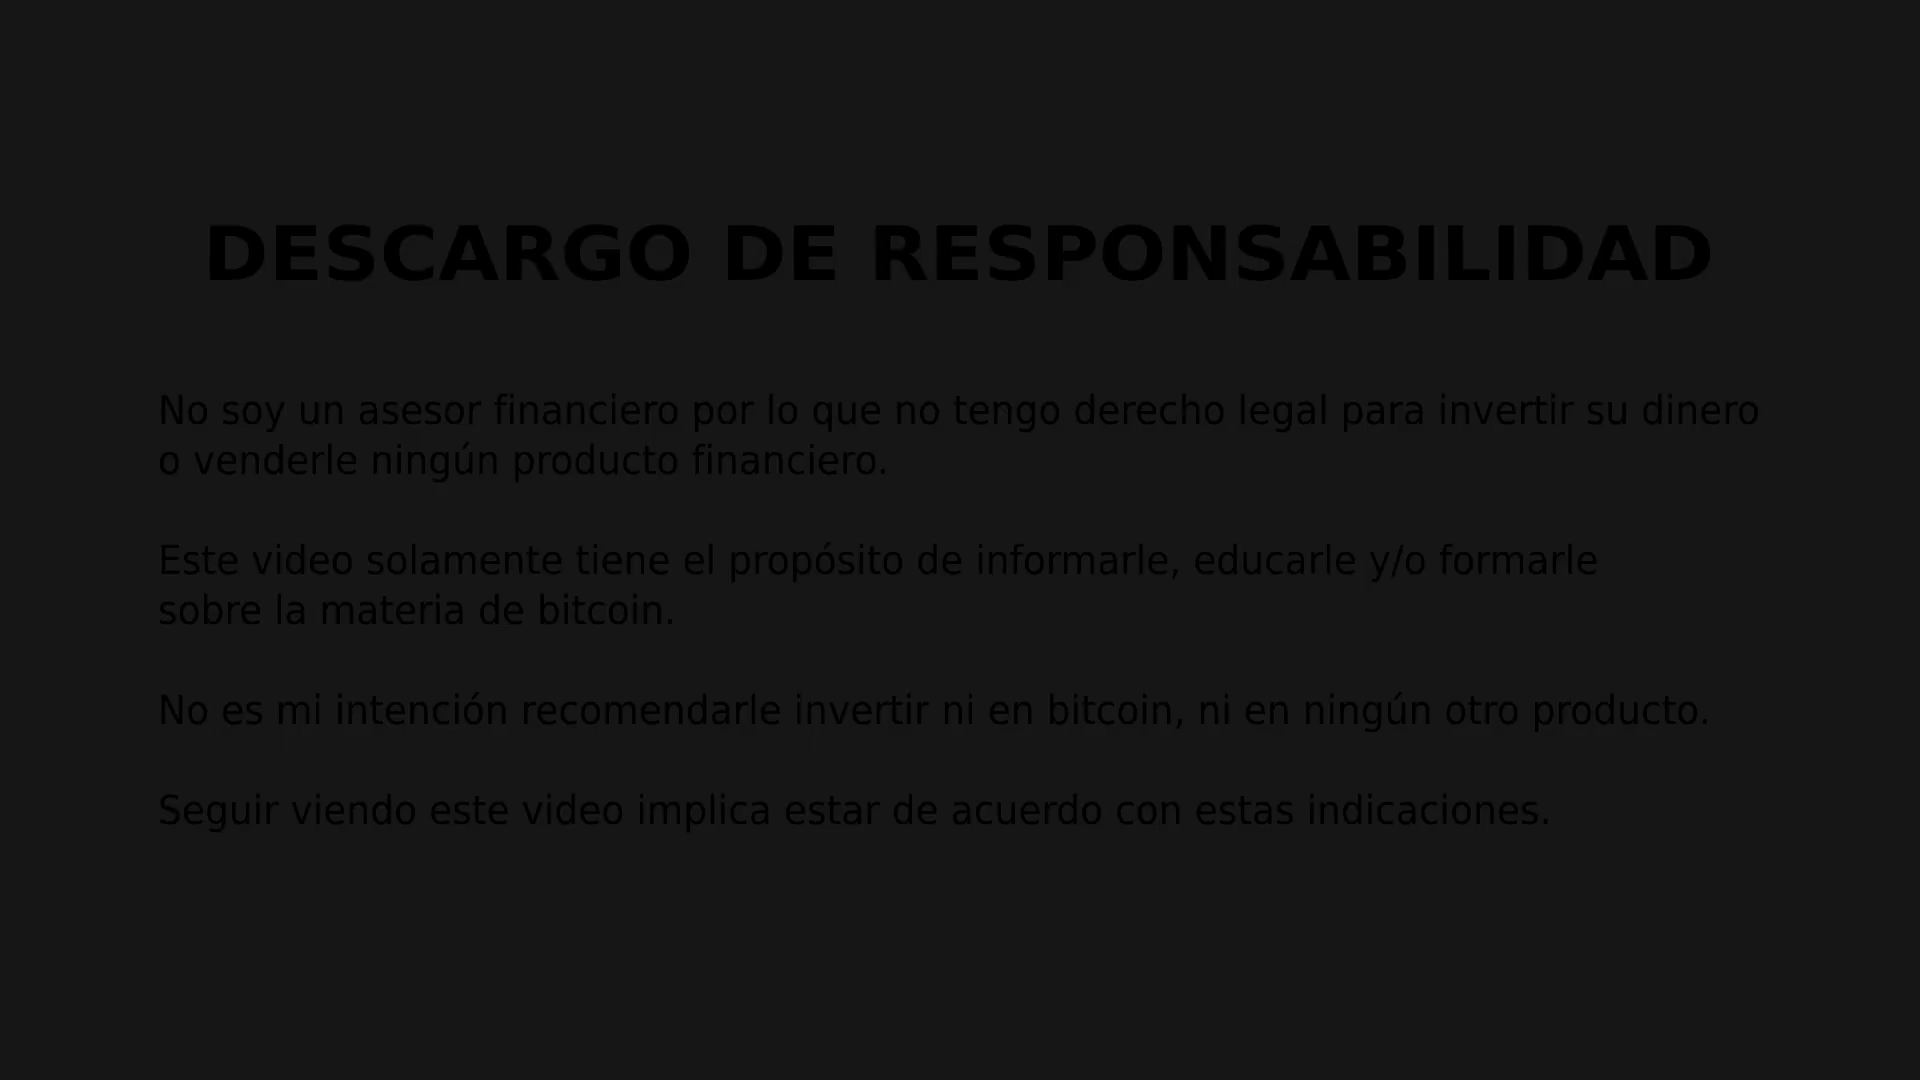 DESCARGO DE RESPONSABILIDAD
No soy un asesor financiero por lo que no tengo derecho legal para invertir su dinero
o venderle ningún producto financiero.
Este video solamente tiene el propósito de informarle, educarle y/o formarle
sobre la materia de bitcoin.
No es mi intención recomendarle invertir ni en bitcoin, ni en ningún otro producto.
Seguir viendo este video implica estar de acuerdo con estas indicaciones.